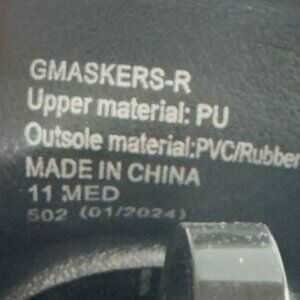 GMASKERS-R
Upper material: PU
Outsole material:PVC/Rubber
MADE IN CHINA
11 MED
502 (01/2024)